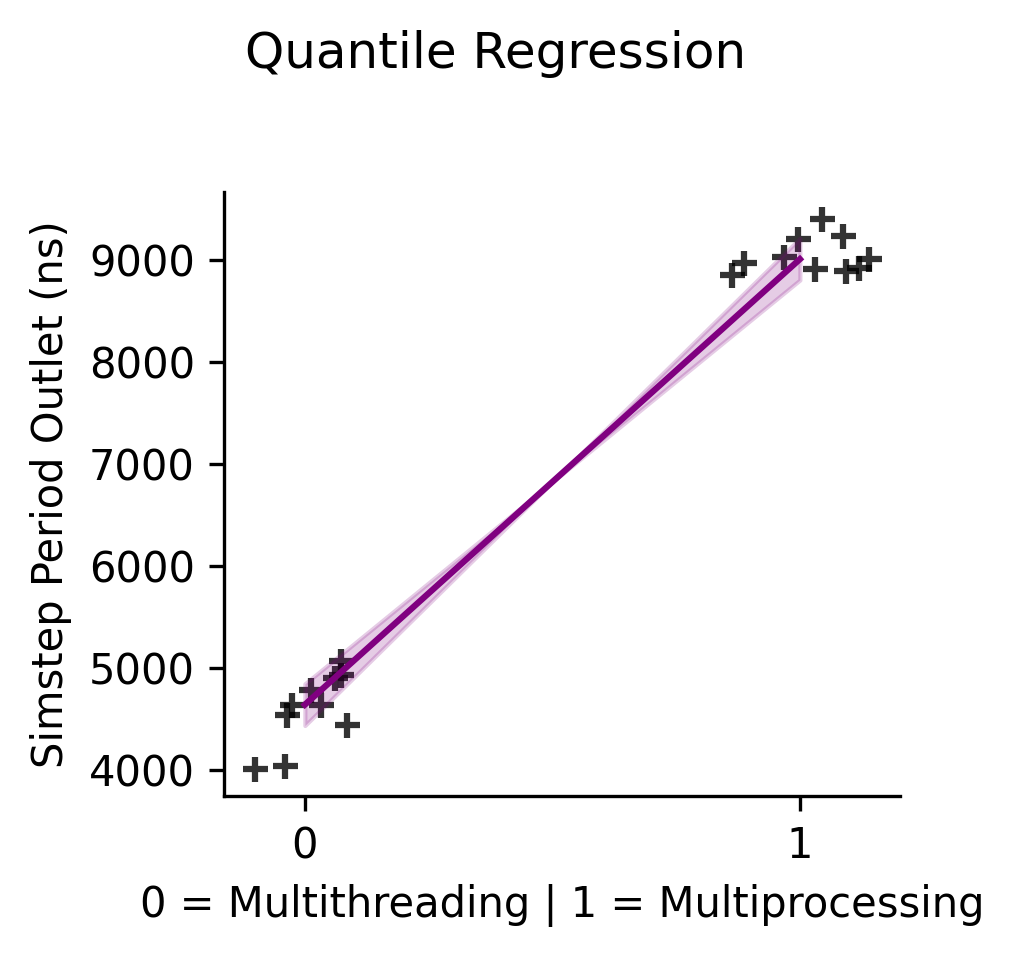 Quantile Regression
Simstep Period Outlet (ns)
9000
8000
7000
6000
5000
4000
0 1
0 = Multithreading | 1 = Multiprocessing